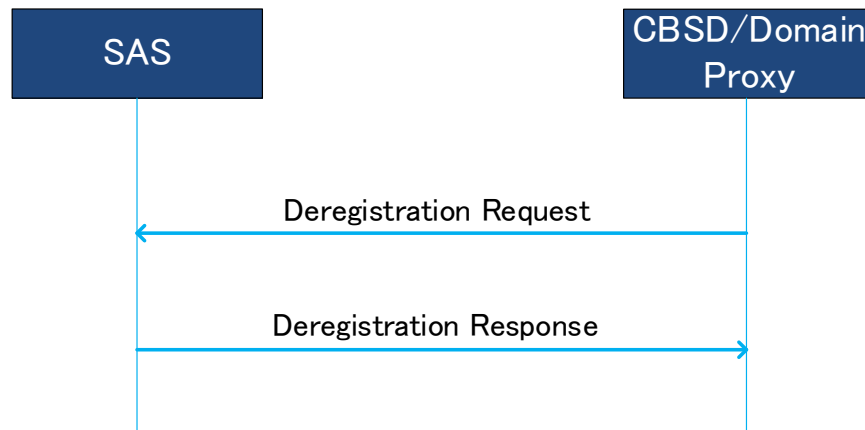 SAS
CBSD/Domain
Proxy
Deregistration Request
Deregistration Response